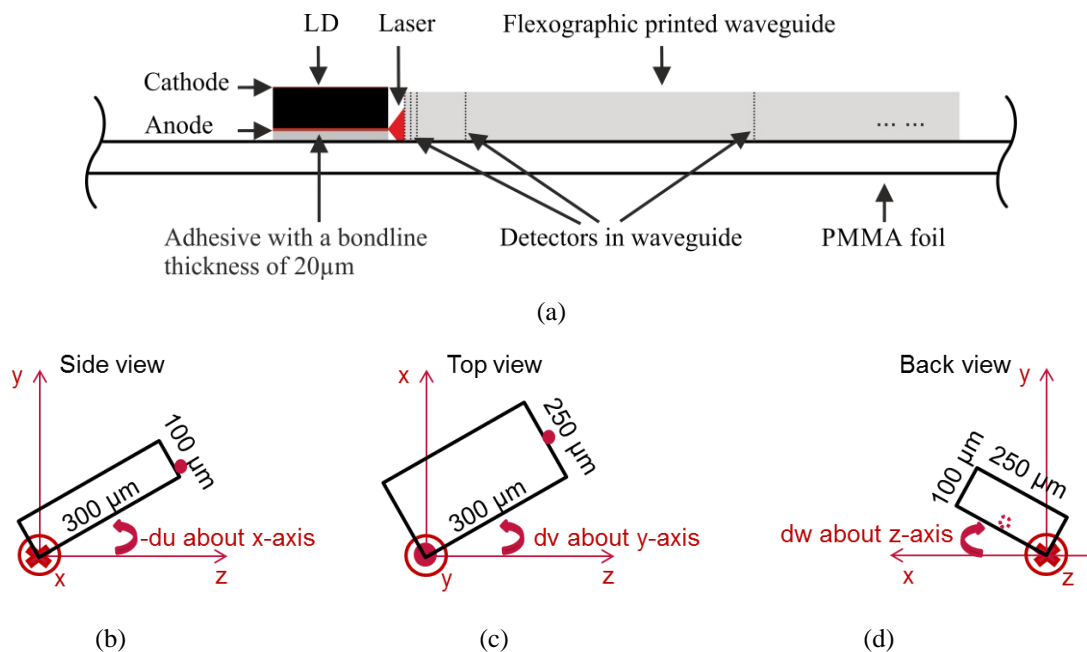 LD Laser Flexographic printed waveguide
Cathode
Anode
... ...
Adhesive with a bondline
thickness of 20µm
Detectors in waveguide
PMMA foil
(a)
Side view
y
100 µm
300 µm
-du about x-axis
x
z
Top view
x
250 µm
300 µm
dv about y-axis
y
z
Back view
y
100 µm
250 µm
dw about z-axis
x
z
(b) (c) (d)